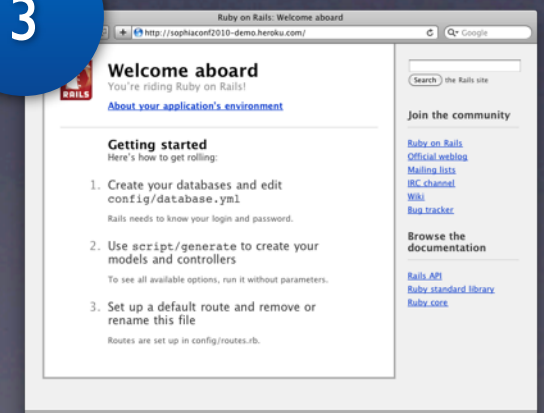 3
Ruby on Rails: Welcome aboard
http://sophiaconf2010-demo.heroku.com/
Google
RAILS
Welcome aboard
You're riding Ruby on Rails!
About your application's environment
Getting started
Here's how to get rolling:
1. Create your databases and edit
config/database.yml
Rails needs to know your login and password.
2. Use script/generate to create your
models and controllers
To see all available options, run it without parameters.
3. Set up a default route and remove or
rename this file
Routes are set up in config/routes.rb.
Search the Rails site
Join the community
Ruby on Rails
Official weblog
Mailing lists
IRC channel
Wiki
Bug tracker
Browse the
documentation
Rails API
Ruby standard library
Ruby core